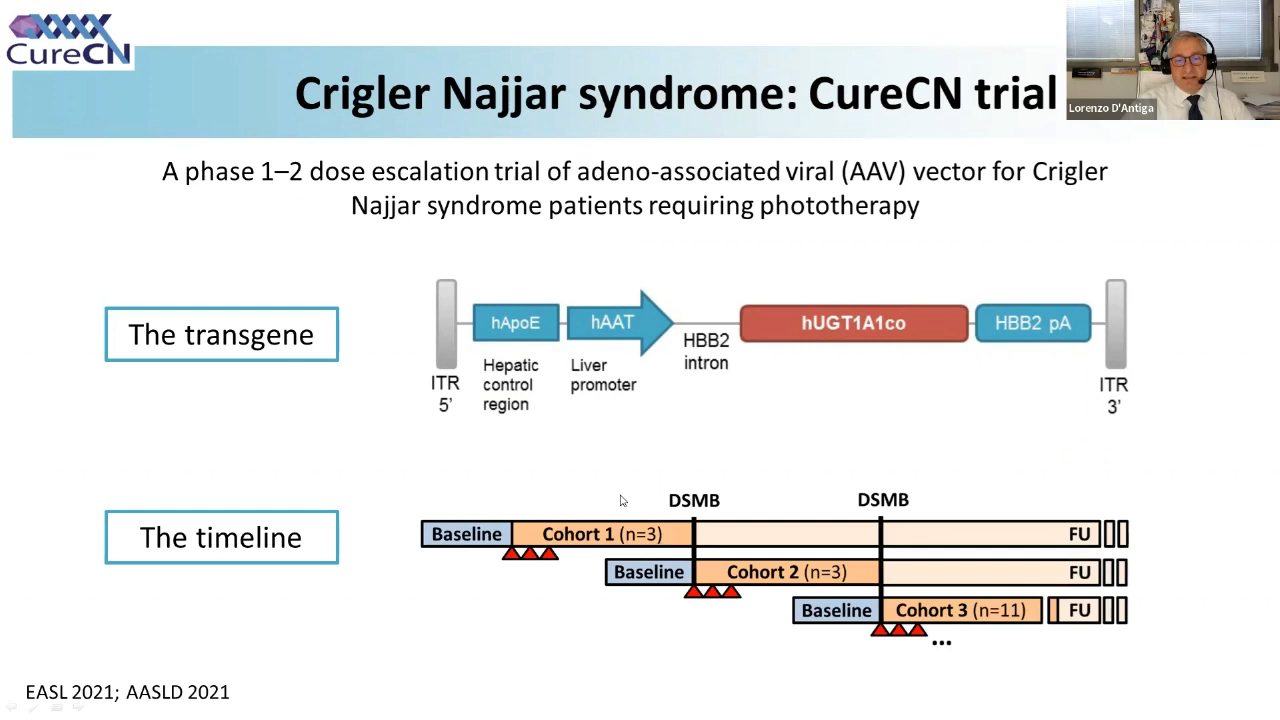 CureCN
Crigler Najjar syndrome: CureCN trial
Lorenzo D'Antiga
A phase 1–2 dose escalation trial of adeno-associated viral (AAV) vector for Crigler
Najjar syndrome patients requiring phototherapy
The transgene
hApoE
hAAT
hUGT1A1co
HBB2 pA
HBB2
intron
Hepatic
control
region
Liver
promoter
ITR
5'
ITR
3'
The timeline
DSMB
DSMB
Baseline
Cohort 1 (n=3)
FU
Baseline
Cohort 2 (n=3)
FU
Baseline
Cohort 3 (n=11)
FU
...
EASL 2021; AASLD 2021